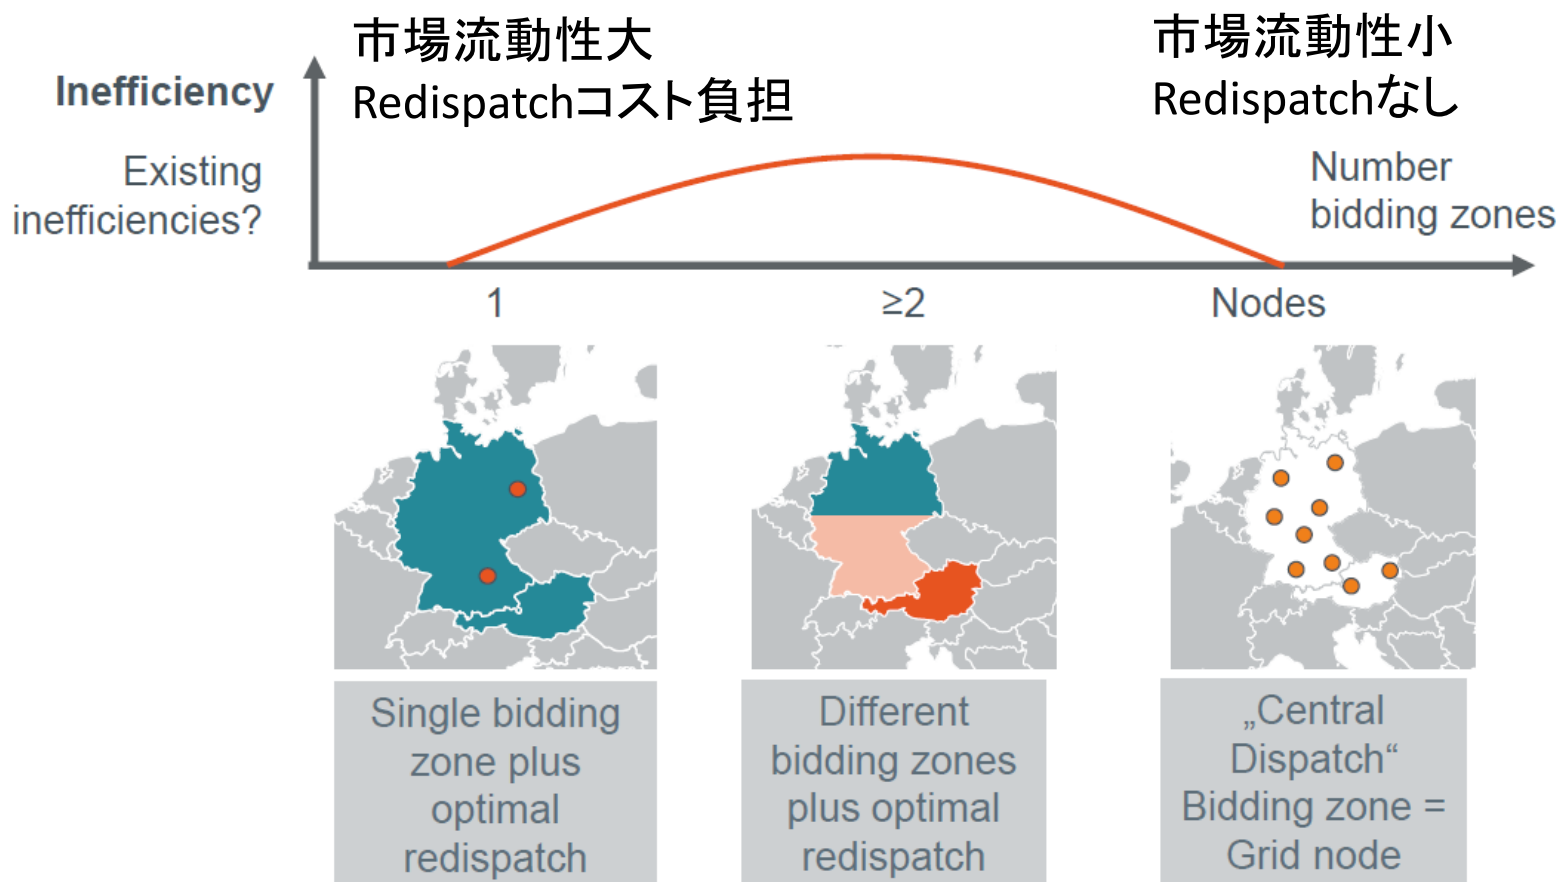 市場流動性大
Redispatchコスト負担
市場流動性小
Redispatchなし
Inefficiency
Existing
inefficiencies?
Number
bidding zones
1
≥2
Nodes
Single bidding
zone plus
optimal
redispatch
Different
bidding zones
plus optimal
redispatch
„Central
Dispatch“
Bidding zone =
Grid node